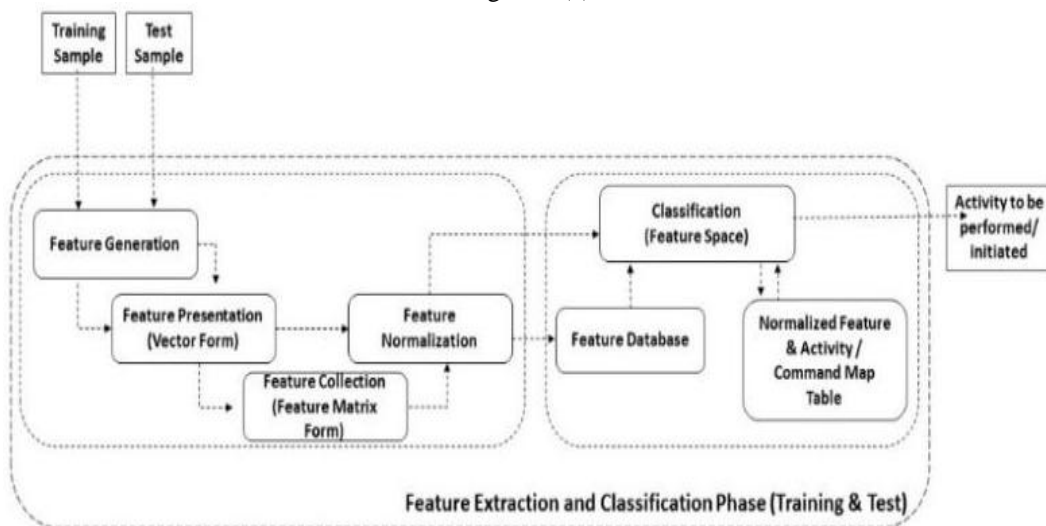 Training
Sample
Test
Sample
Feature Generation
Feature Presentation
(Vector Form)
Feature Collection
(Feature Matrix
Form)
Feature
Normalization
Classification
(Feature Space)
Feature Database
Normalized Feature
& Activity /
Command Map
Table
Activity to be
performed/
initiated
Feature Extraction and Classification Phase (Training & Test)